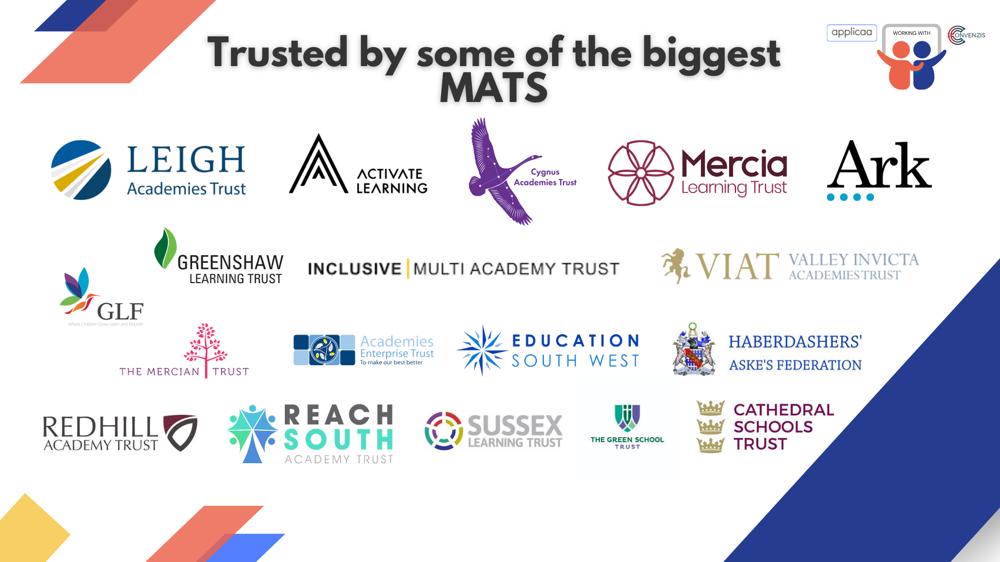 Trusted by some of the biggest
MATS
applicaa
WORKING WITH
CONVENZIS
LEIGH
Academies Trust
ACTIVATE
LEARNING
Cygnus
Academies Trust
Mercia
Learning Trust
Ark
GREENSHAW
LEARNING TRUST
INCLUSIVE | MULTI ACADEMY TRUST
VIAT
VALLEY INVICTA
ACADEMIES TRUST
GLF
Where Children Grow, Learn and Flourish
THE MERCIAN TRUST
Academies
Enterprise Trust
To make our best better
EDUCATION
SOUTH WEST
HABERDASHERS'
ASKE'S FEDERATION
REDHILL
ACADEMY TRUST
REACH
SOUTH
ACADEMY TRUST
SUSSEX
LEARNING TRUST
THE GREEN SCHOOL
TRUST
CATHEDRAL
SCHOOLS
TRUST